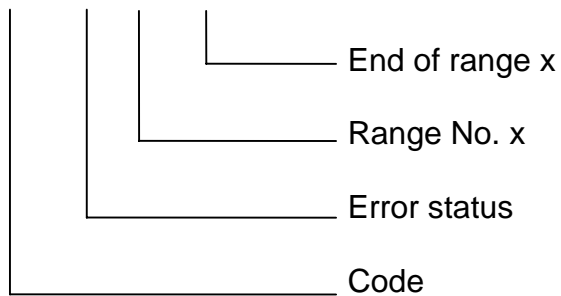 End of range x
Range No. x
Error status
Code